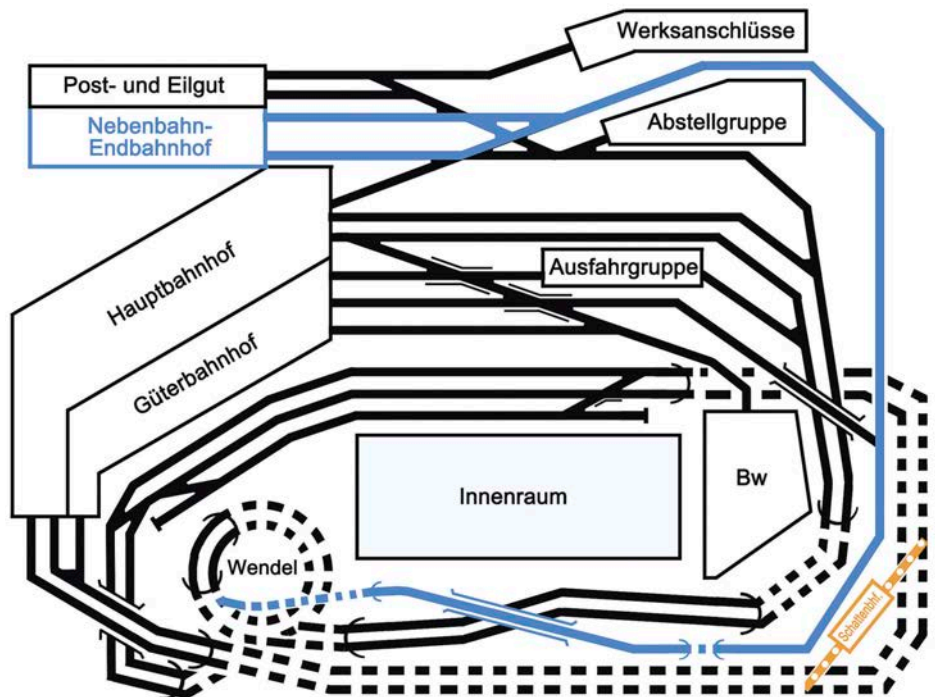 Werksanschlüsse
Post- und Eilgut
Nebenbahn-
Endbahnhof
Abstellgruppe
Hauptbahnhof
Ausfahrgruppe
Güterbahnhof
Innenraum
Bw
Wendel
Schattenbhf.